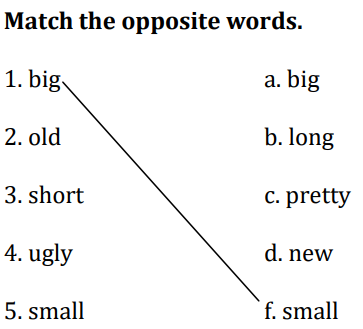 Match the opposite words.
1. big a. big
2. old b. long
3. short c. pretty
4. ugly d. new
5. small f. small